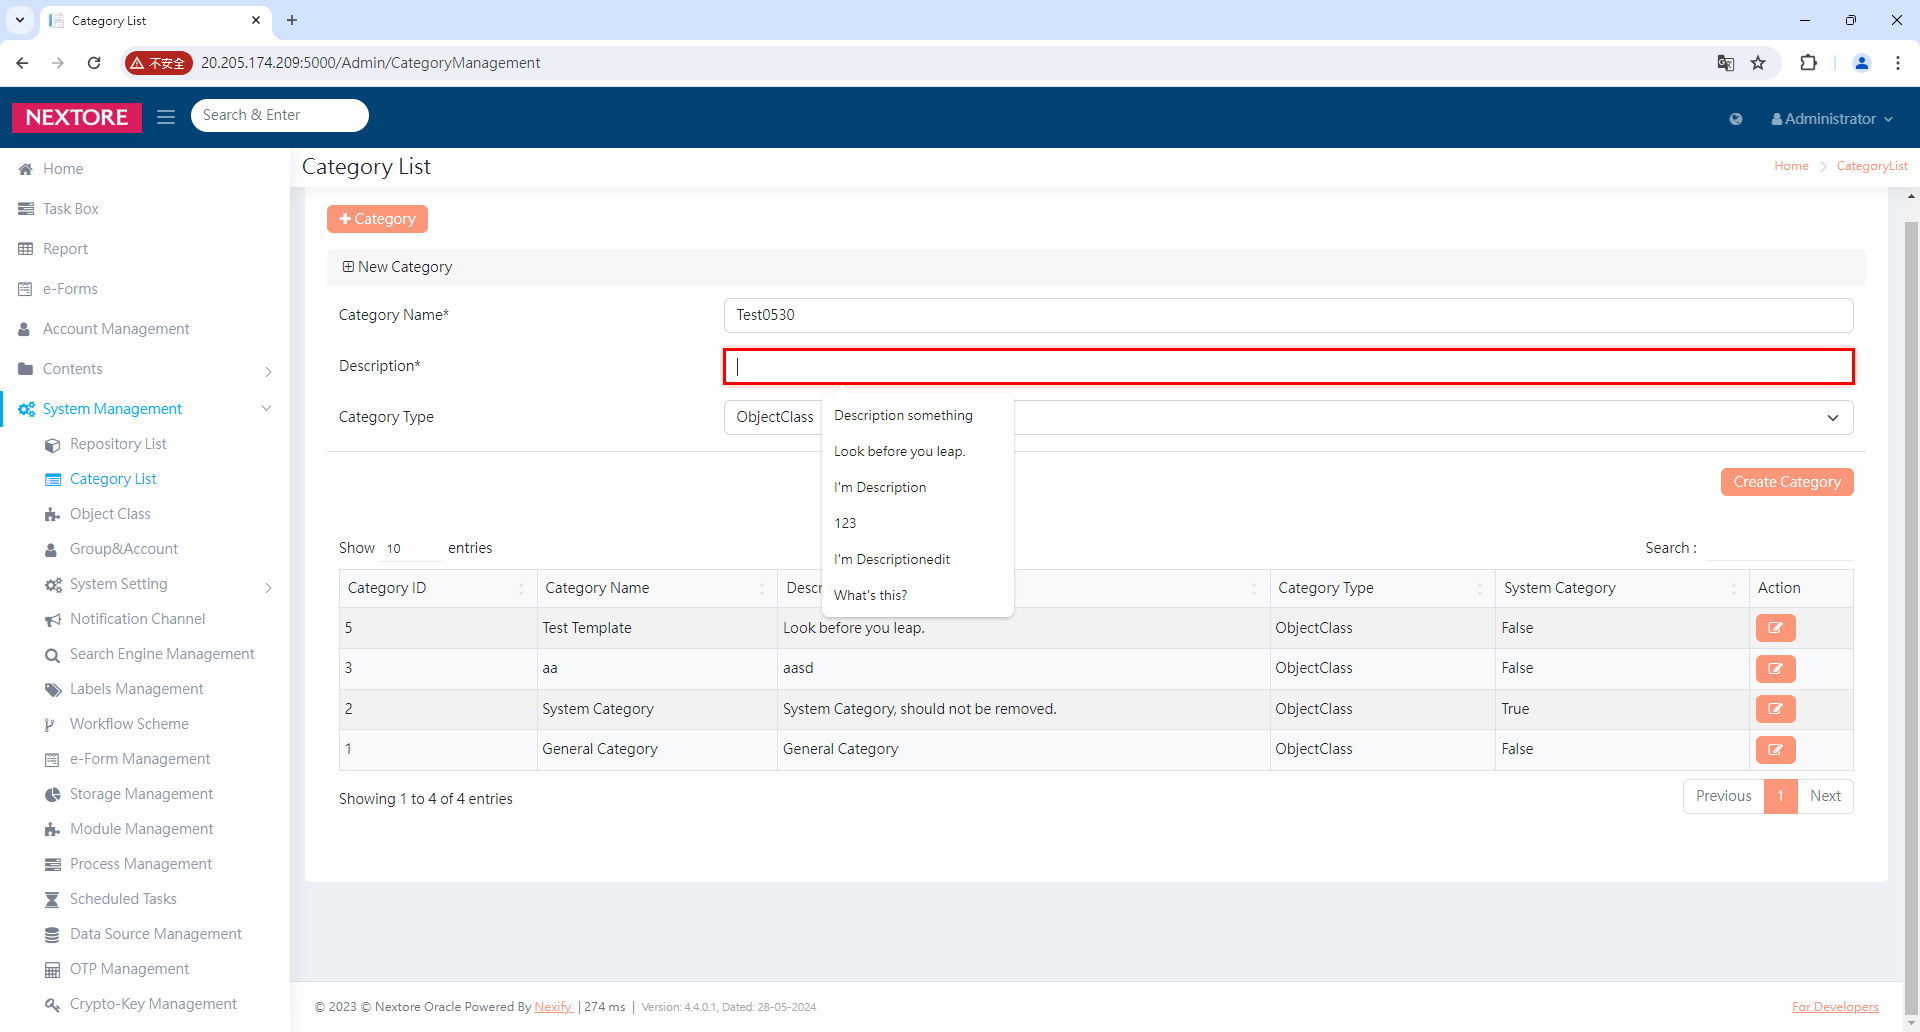 Category List
不安全
20.205.174.209:5000/Admin/CategoryManagement
NEXTORE
Search & Enter
Administrator
Home
Task Box
Report
e-Forms
Account Management
Contents
System Management
Repository List
Category List
Object Class
Group&Account
System Setting
Notification Channel
Search Engine Management
Labels Management
Workflow Scheme
e-Form Management
Storage Management
Module Management
Process Management
Scheduled Tasks
Data Source Management
OTP Management
Crypto-Key Management
Category List
Home > CategoryList
+ Category
New Category
Category Name* Test0530
Description*
Category Type ObjectClass
Description something
Look before you leap.
I'm Description
123
I'm Descriptionedit
What's this?
Create Category
Show 10 entries Search :
Category ID Category Name Descr Category Type System Category Action
5 Test Template Look before you leap. ObjectClass False
3 aa aasd ObjectClass False
2 System Category System Category, should not be removed. ObjectClass True
1 General Category General Category ObjectClass False
Showing 1 to 4 of 4 entries Previous 1 Next
© 2023 © Nextore Oracle Powered By Nexify | 274 ms | Version: 4.4.0.1, Dated: 28-05-2024 For Developers